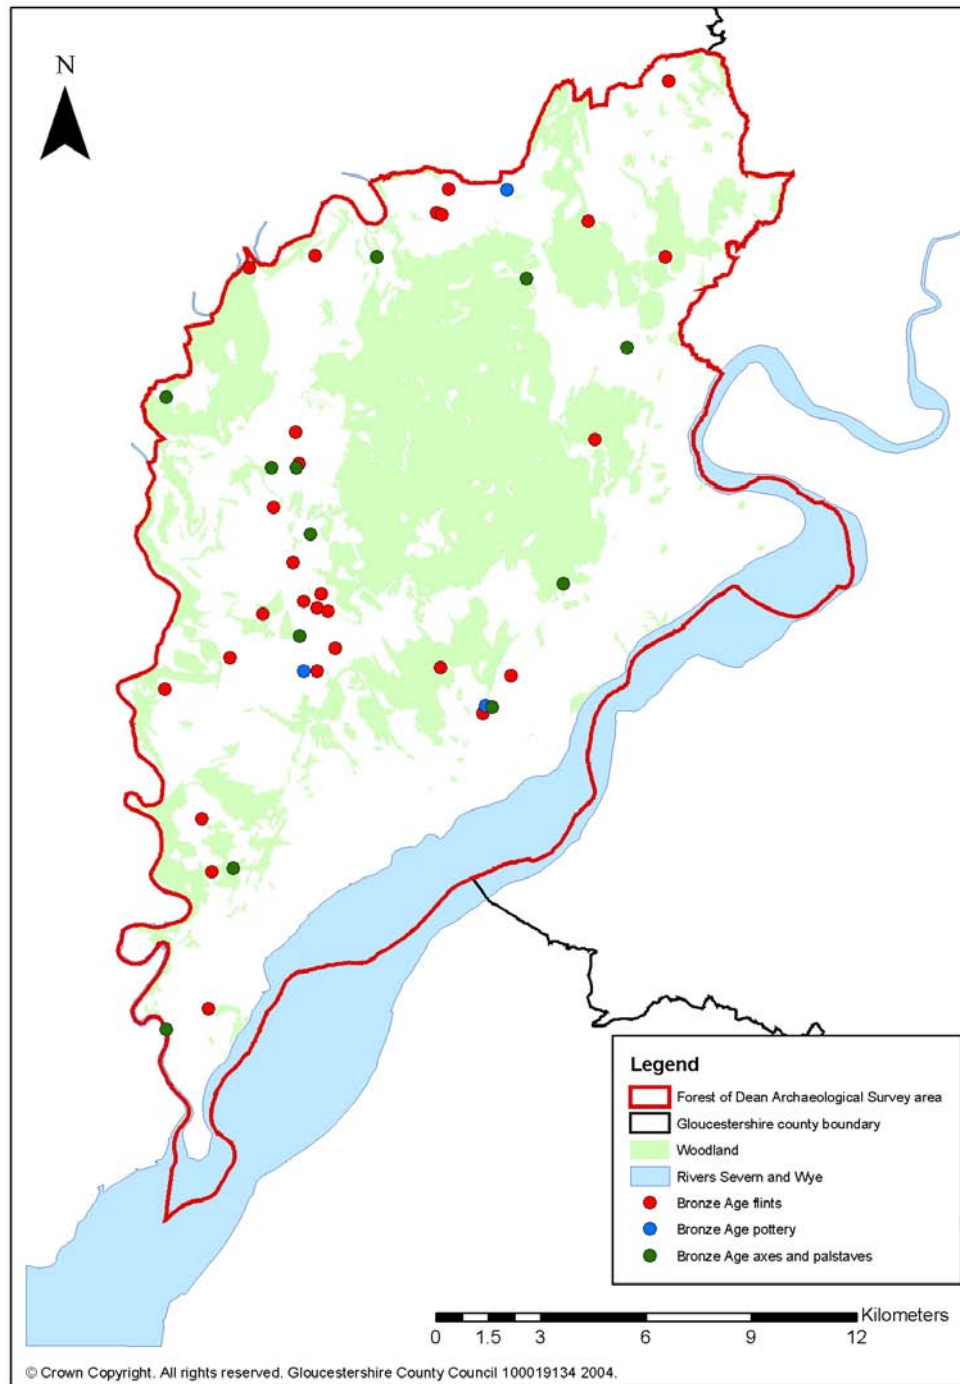 N
Legend
Forest of Dean Archaeological Survey area
Gloucestershire county boundary
Woodland
Rivers Severn and Wye
Bronze Age flints
Bronze Age pottery
Bronze Age axes and palstaves
Kilometers
0 1.5 3 6 9 12
© Crown Copyright. All rights reserved. Gloucestershire County Council 100019134 2004.